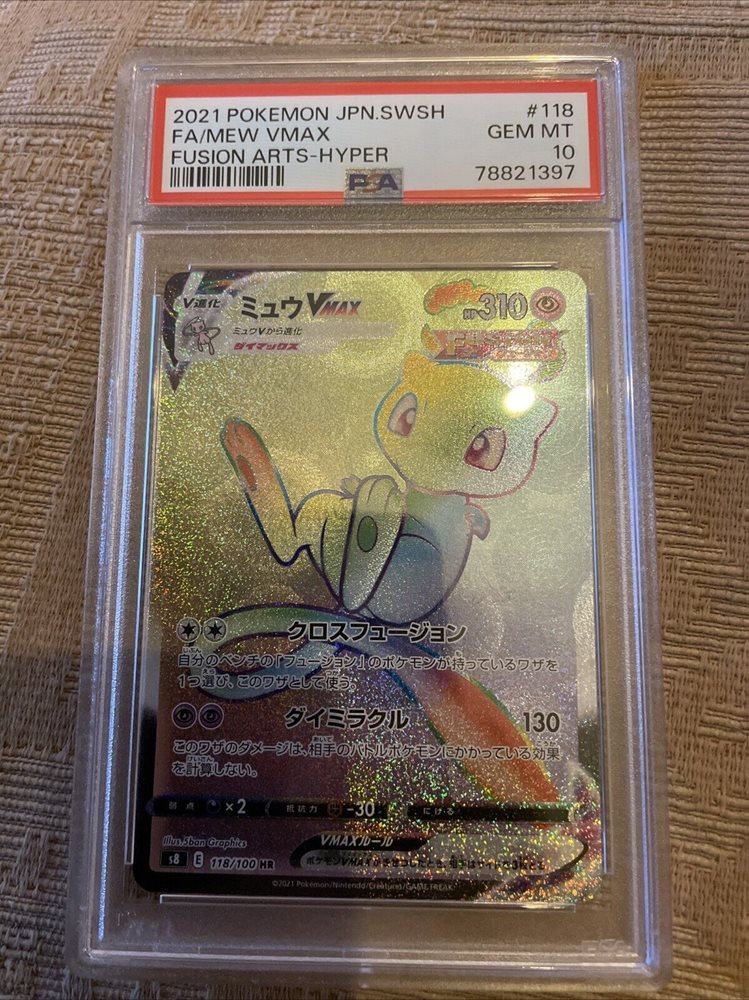 2021 POKEMON JPN.SWSH #118
FA/MEW VMAX GEM MT
FUSION ARTS-HYPER 10
PSA 78821397
V進化 ミュウVMAX HP310
ミュウVから進化
ダイマックス
クロスフュージョン
自分のベンチの「フュージョン」のポケモンが持っているワザを
1つ選び、このワザとして使う。
ダイミラクル 130
このワザのダメージは、相手のバトルポケモンにかかっている効果
を計算しない。
弱点 ×2 抵抗力 -30 にげる
Illus.5ban Graphics VMAXルール
s8 E 118/100 HR
©2021 Pokémon/Nintendo/Creatures/GAME FREAK.